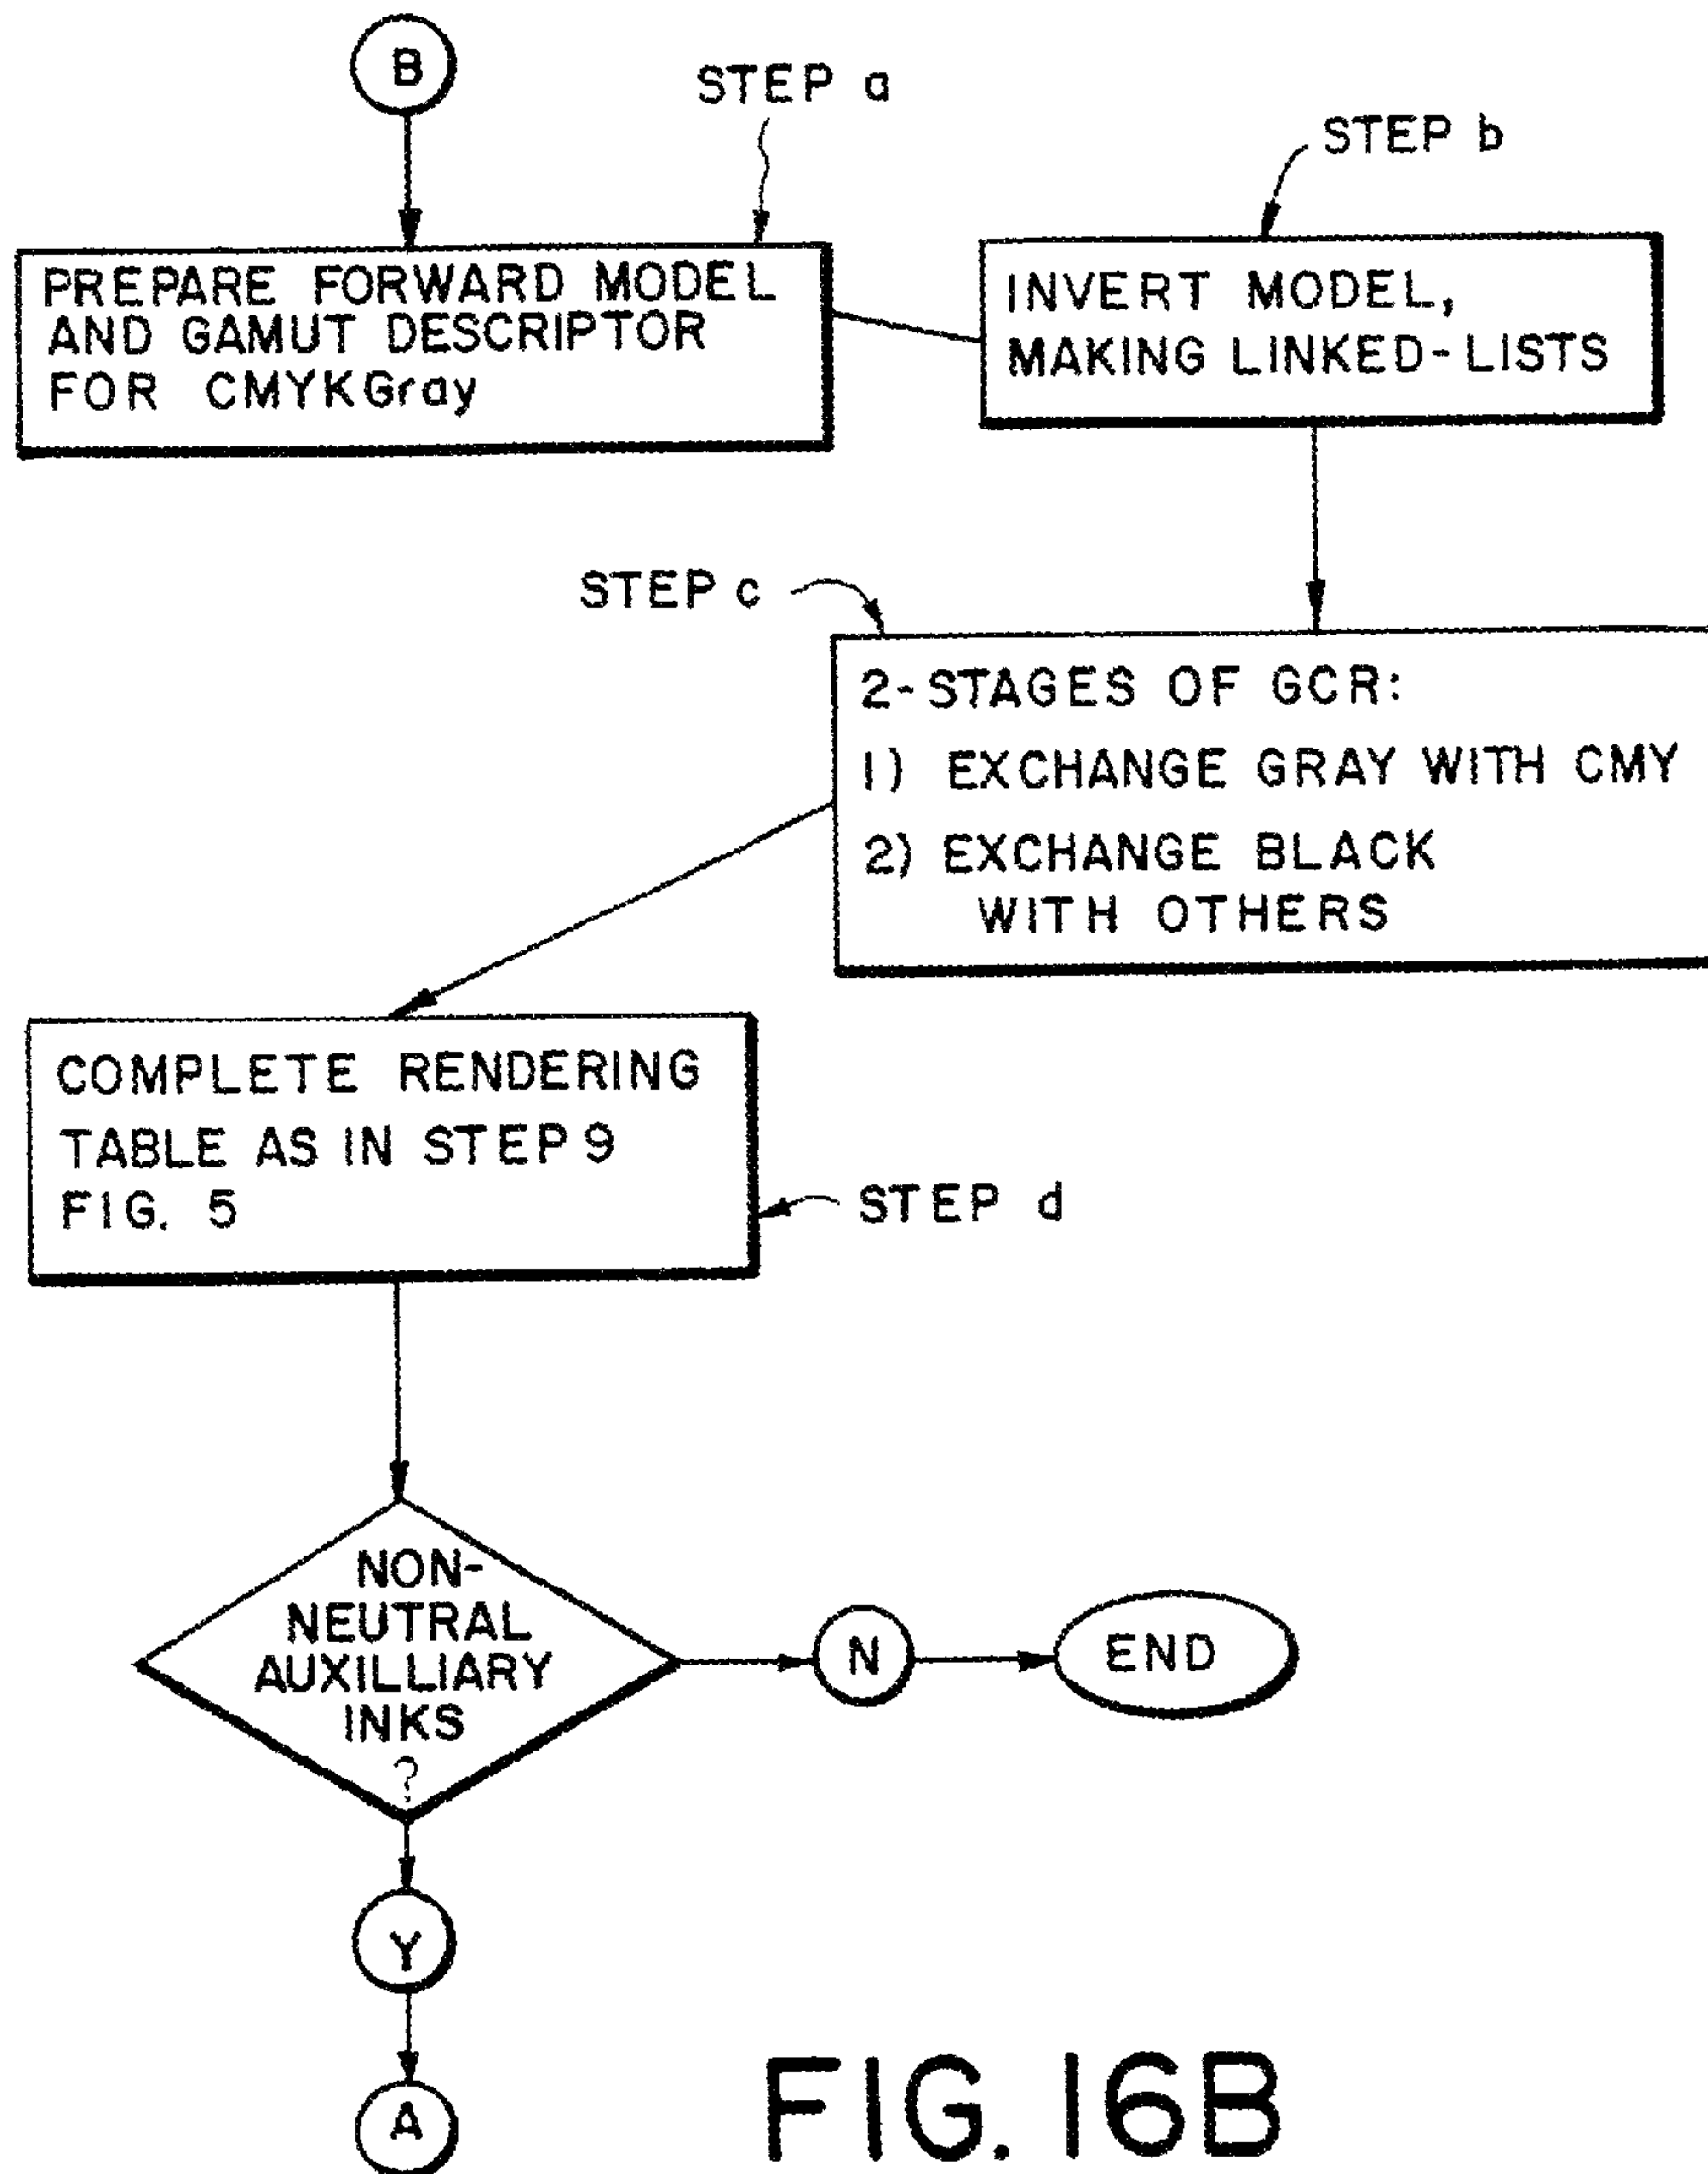 B
STEP a
STEP b
PREPARE FORWARD MODEL
AND GAMUT DESCRIPTOR
FOR CMYKGray
INVERT MODEL,
MAKING LINKED-LISTS
STEP c
2-STAGES OF GCR:
1) EXCHANGE GRAY WITH CMY
2) EXCHANGE BLACK
WITH OTHERS
COMPLETE RENDERING
TABLE AS IN STEP 9
FIG. 5
STEP d
NON-
NEUTRAL
AUXILLIARY
INKS
?
N
END
Y
A
FIG. 16B